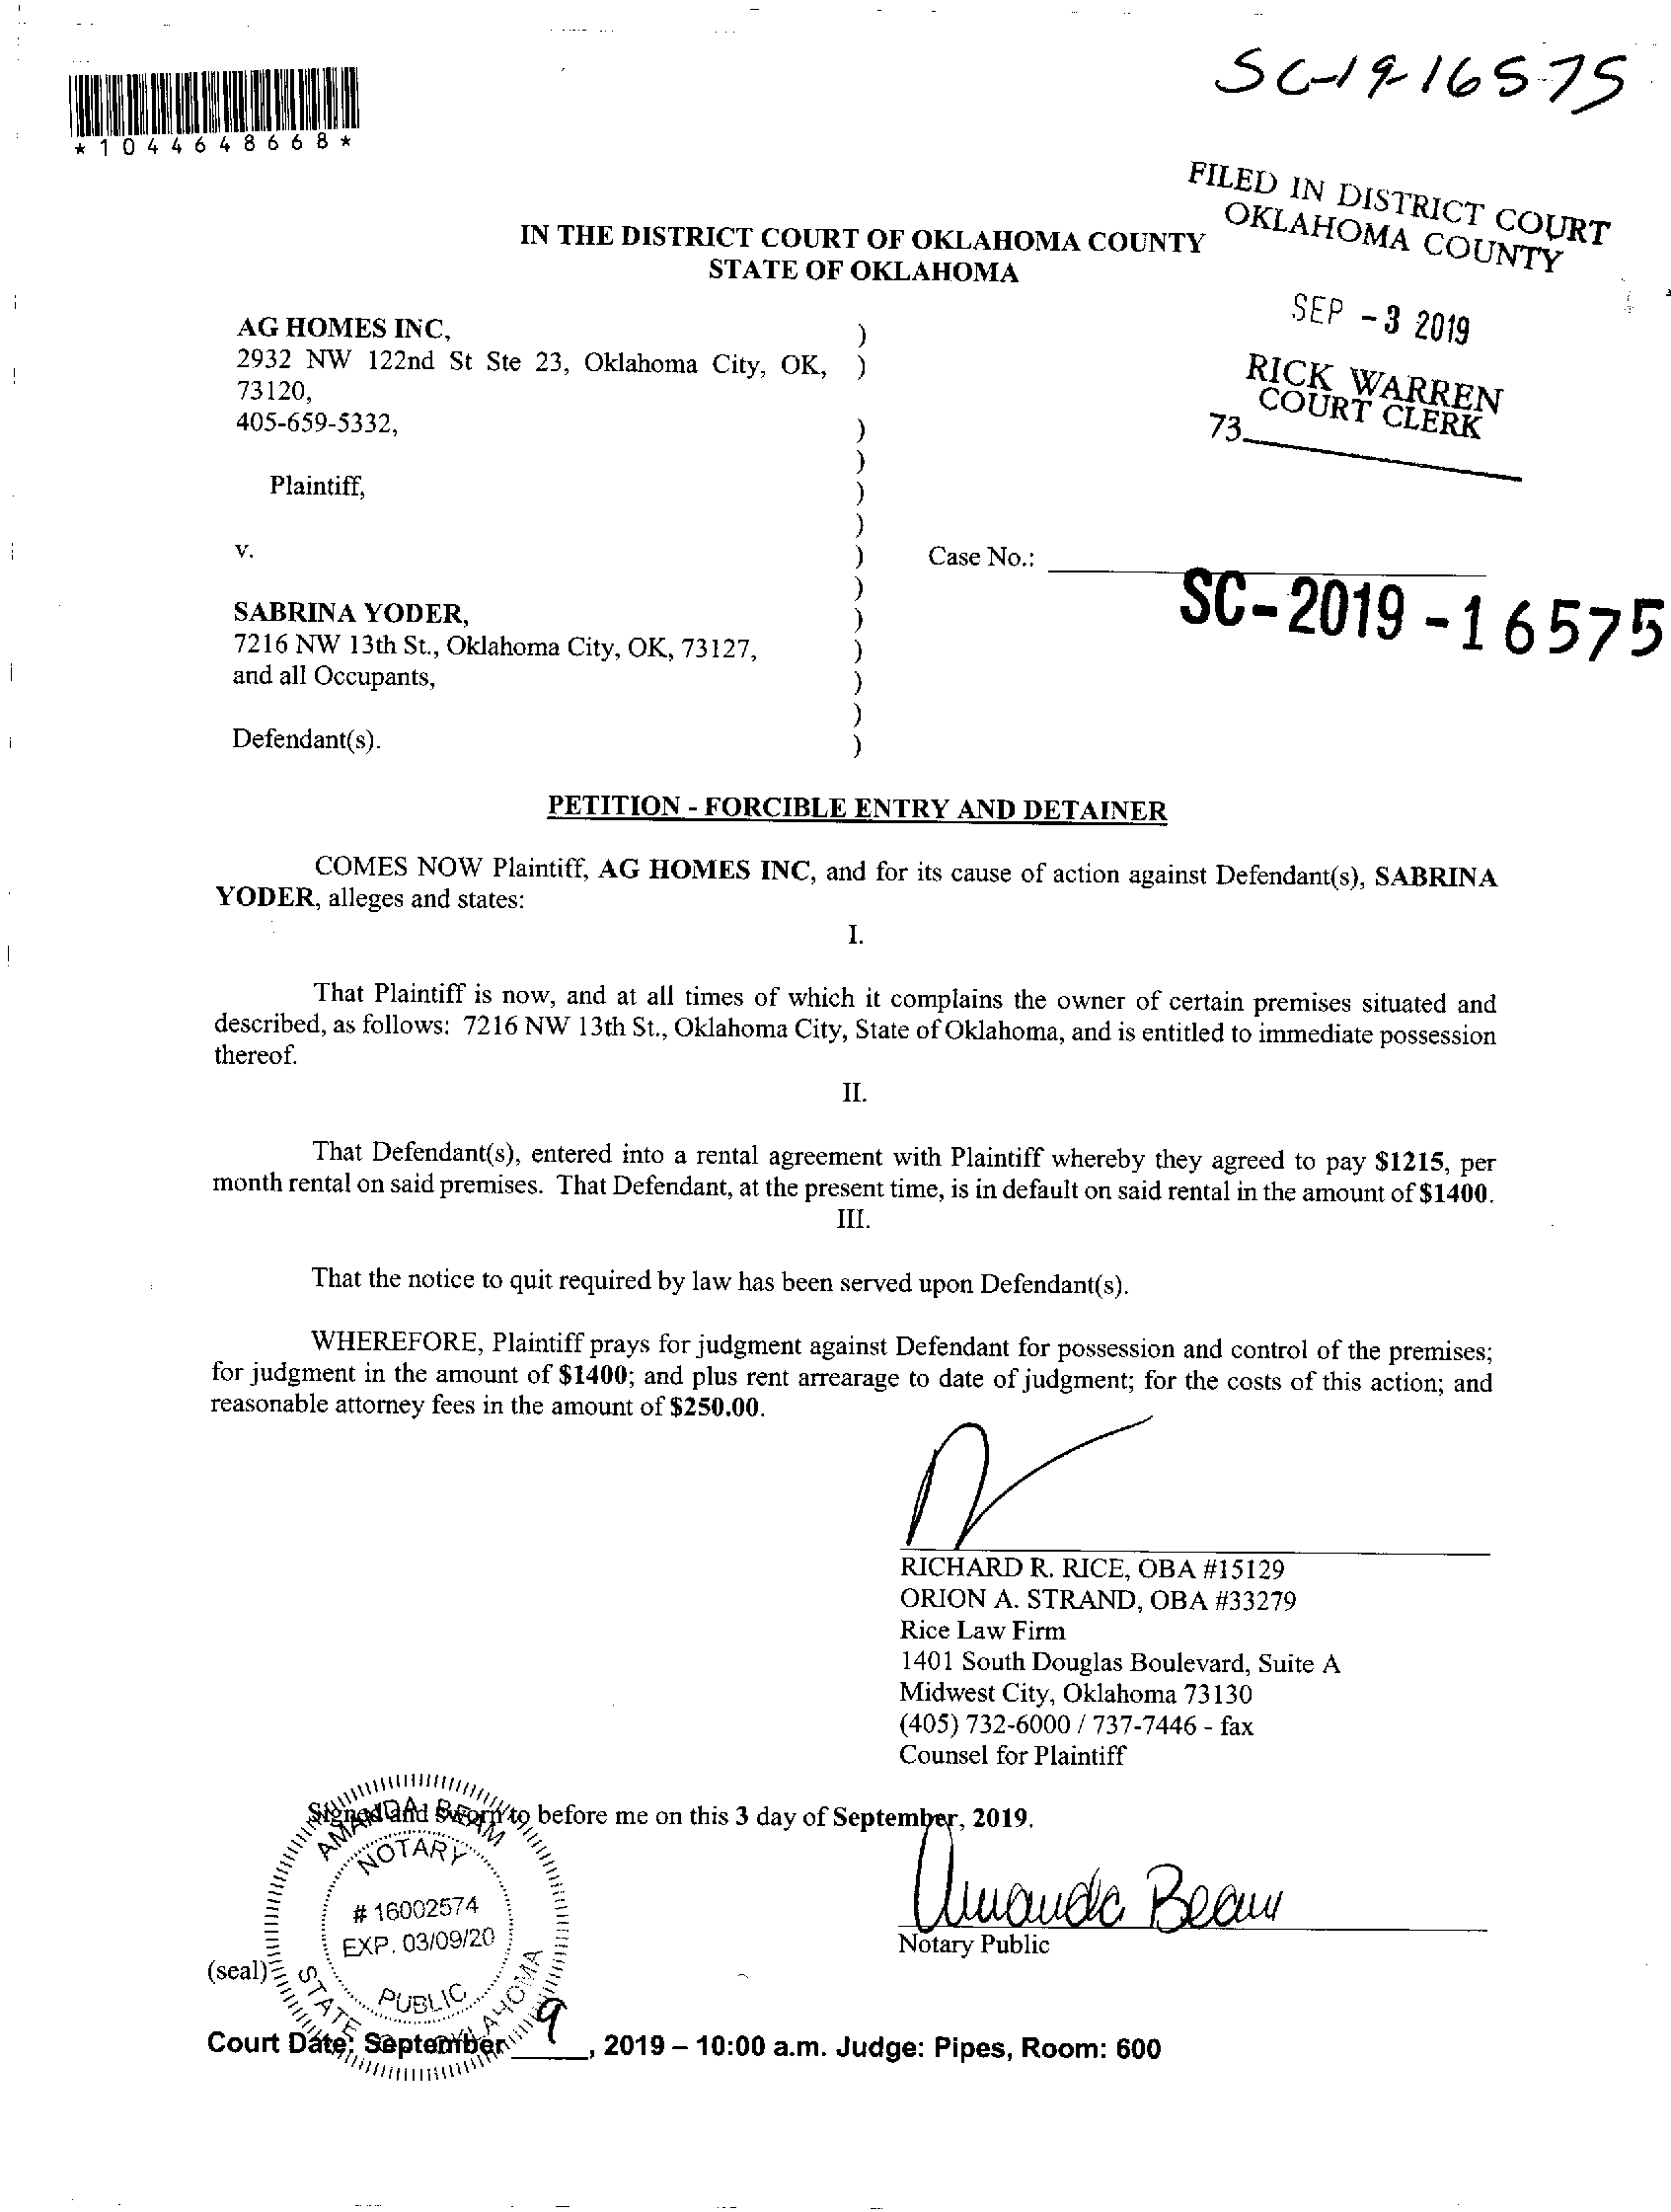 SC-19-16575
*1044648668*
FILED IN DISTRICT COURT
OKLAHOMA COUNTY
IN THE DISTRICT COURT OF OKLAHOMA COUNTY
STATE OF OKLAHOMA
SEP -3 2019
RICK WARREN
COURT CLERK
73
AG HOMES INC, )
2932 NW 122nd St Ste 23, Oklahoma City, OK, )
73120,
405-659-5332, )
)
Plaintiff, )
)
v. ) Case No.:
)
SC-2019-16575
SABRINA YODER, )
7216 NW 13th St., Oklahoma City, OK, 73127, )
and all Occupants, )
)
Defendant(s). )
PETITION - FORCIBLE ENTRY AND DETAINER
COMES NOW Plaintiff, AG HOMES INC, and for its cause of action against Defendant(s), SABRINA
YODER, alleges and states:
I.
That Plaintiff is now, and at all times of which it complains the owner of certain premises situated and
described, as follows: 7216 NW 13th St., Oklahoma City, State of Oklahoma, and is entitled to immediate possession
thereof.
II.
That Defendant(s), entered into a rental agreement with Plaintiff whereby they agreed to pay $1215, per
month rental on said premises. That Defendant, at the present time, is in default on said rental in the amount of $1400.
III.
That the notice to quit required by law has been served upon Defendant(s).
WHEREFORE, Plaintiff prays for judgment against Defendant for possession and control of the premises;
for judgment in the amount of $1400; and plus rent arrearage to date of judgment; for the costs of this action; and
reasonable attorney fees in the amount of $250.00.
RICHARD R. RICE, OBA #15129
ORION A. STRAND, OBA #33279
Rice Law Firm
1401 South Douglas Boulevard, Suite A
Midwest City, Oklahoma 73130
(405) 732-6000 / 737-7446 - fax
Counsel for Plaintiff
Signed and sworn to before me on this 3 day of September, 2019.
AMANDA BEAM
NOTARY
# 16002574
EXP. 03/09/20
PUBLIC
STATE OF OKLAHOMA
Amanda Beam
Notary Public
(seal)
Court Date: September 9, 2019 – 10:00 a.m. Judge: Pipes, Room: 600